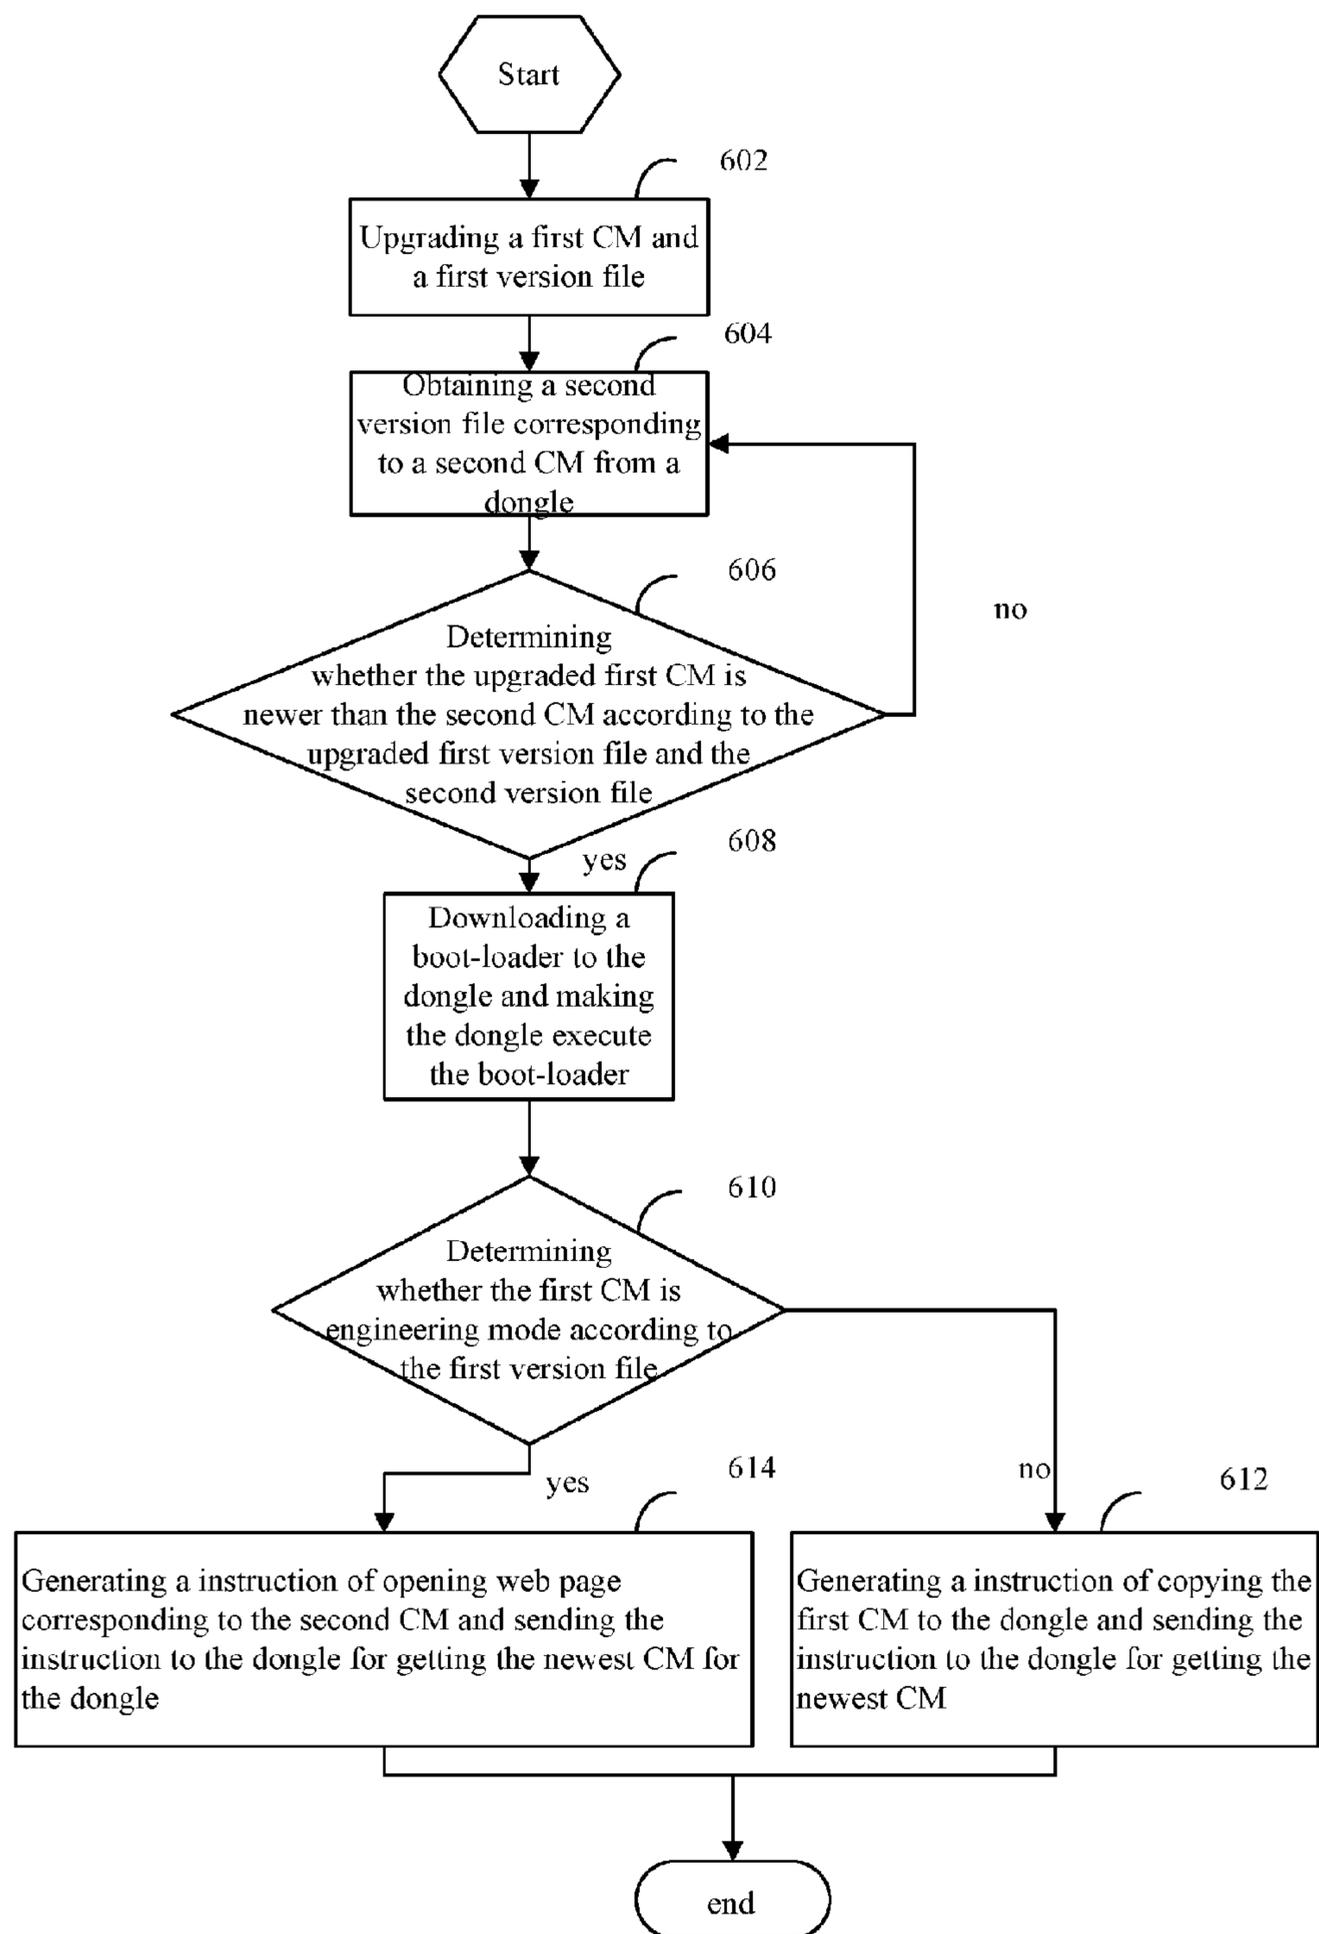 Start
602
Upgrading a first CM and
a first version file
604
Obtaining a second
version file corresponding
to a second CM from a
dongle
606
no
Determining
whether the upgraded first CM is
newer than the second CM according to the
upgraded first version file and the
second version file
yes
608
Downloading a
boot-loader to the
dongle and making
the dongle execute
the boot-loader
610
Determining
whether the first CM is
engineering mode according to
the first version file
yes
614
no
612
Generating a instruction of opening web page
corresponding to the second CM and sending the
instruction to the dongle for getting the newest CM for
the dongle
Generating a instruction of copying the
first CM to the dongle and sending the
instruction to the dongle for getting the
newest CM
end